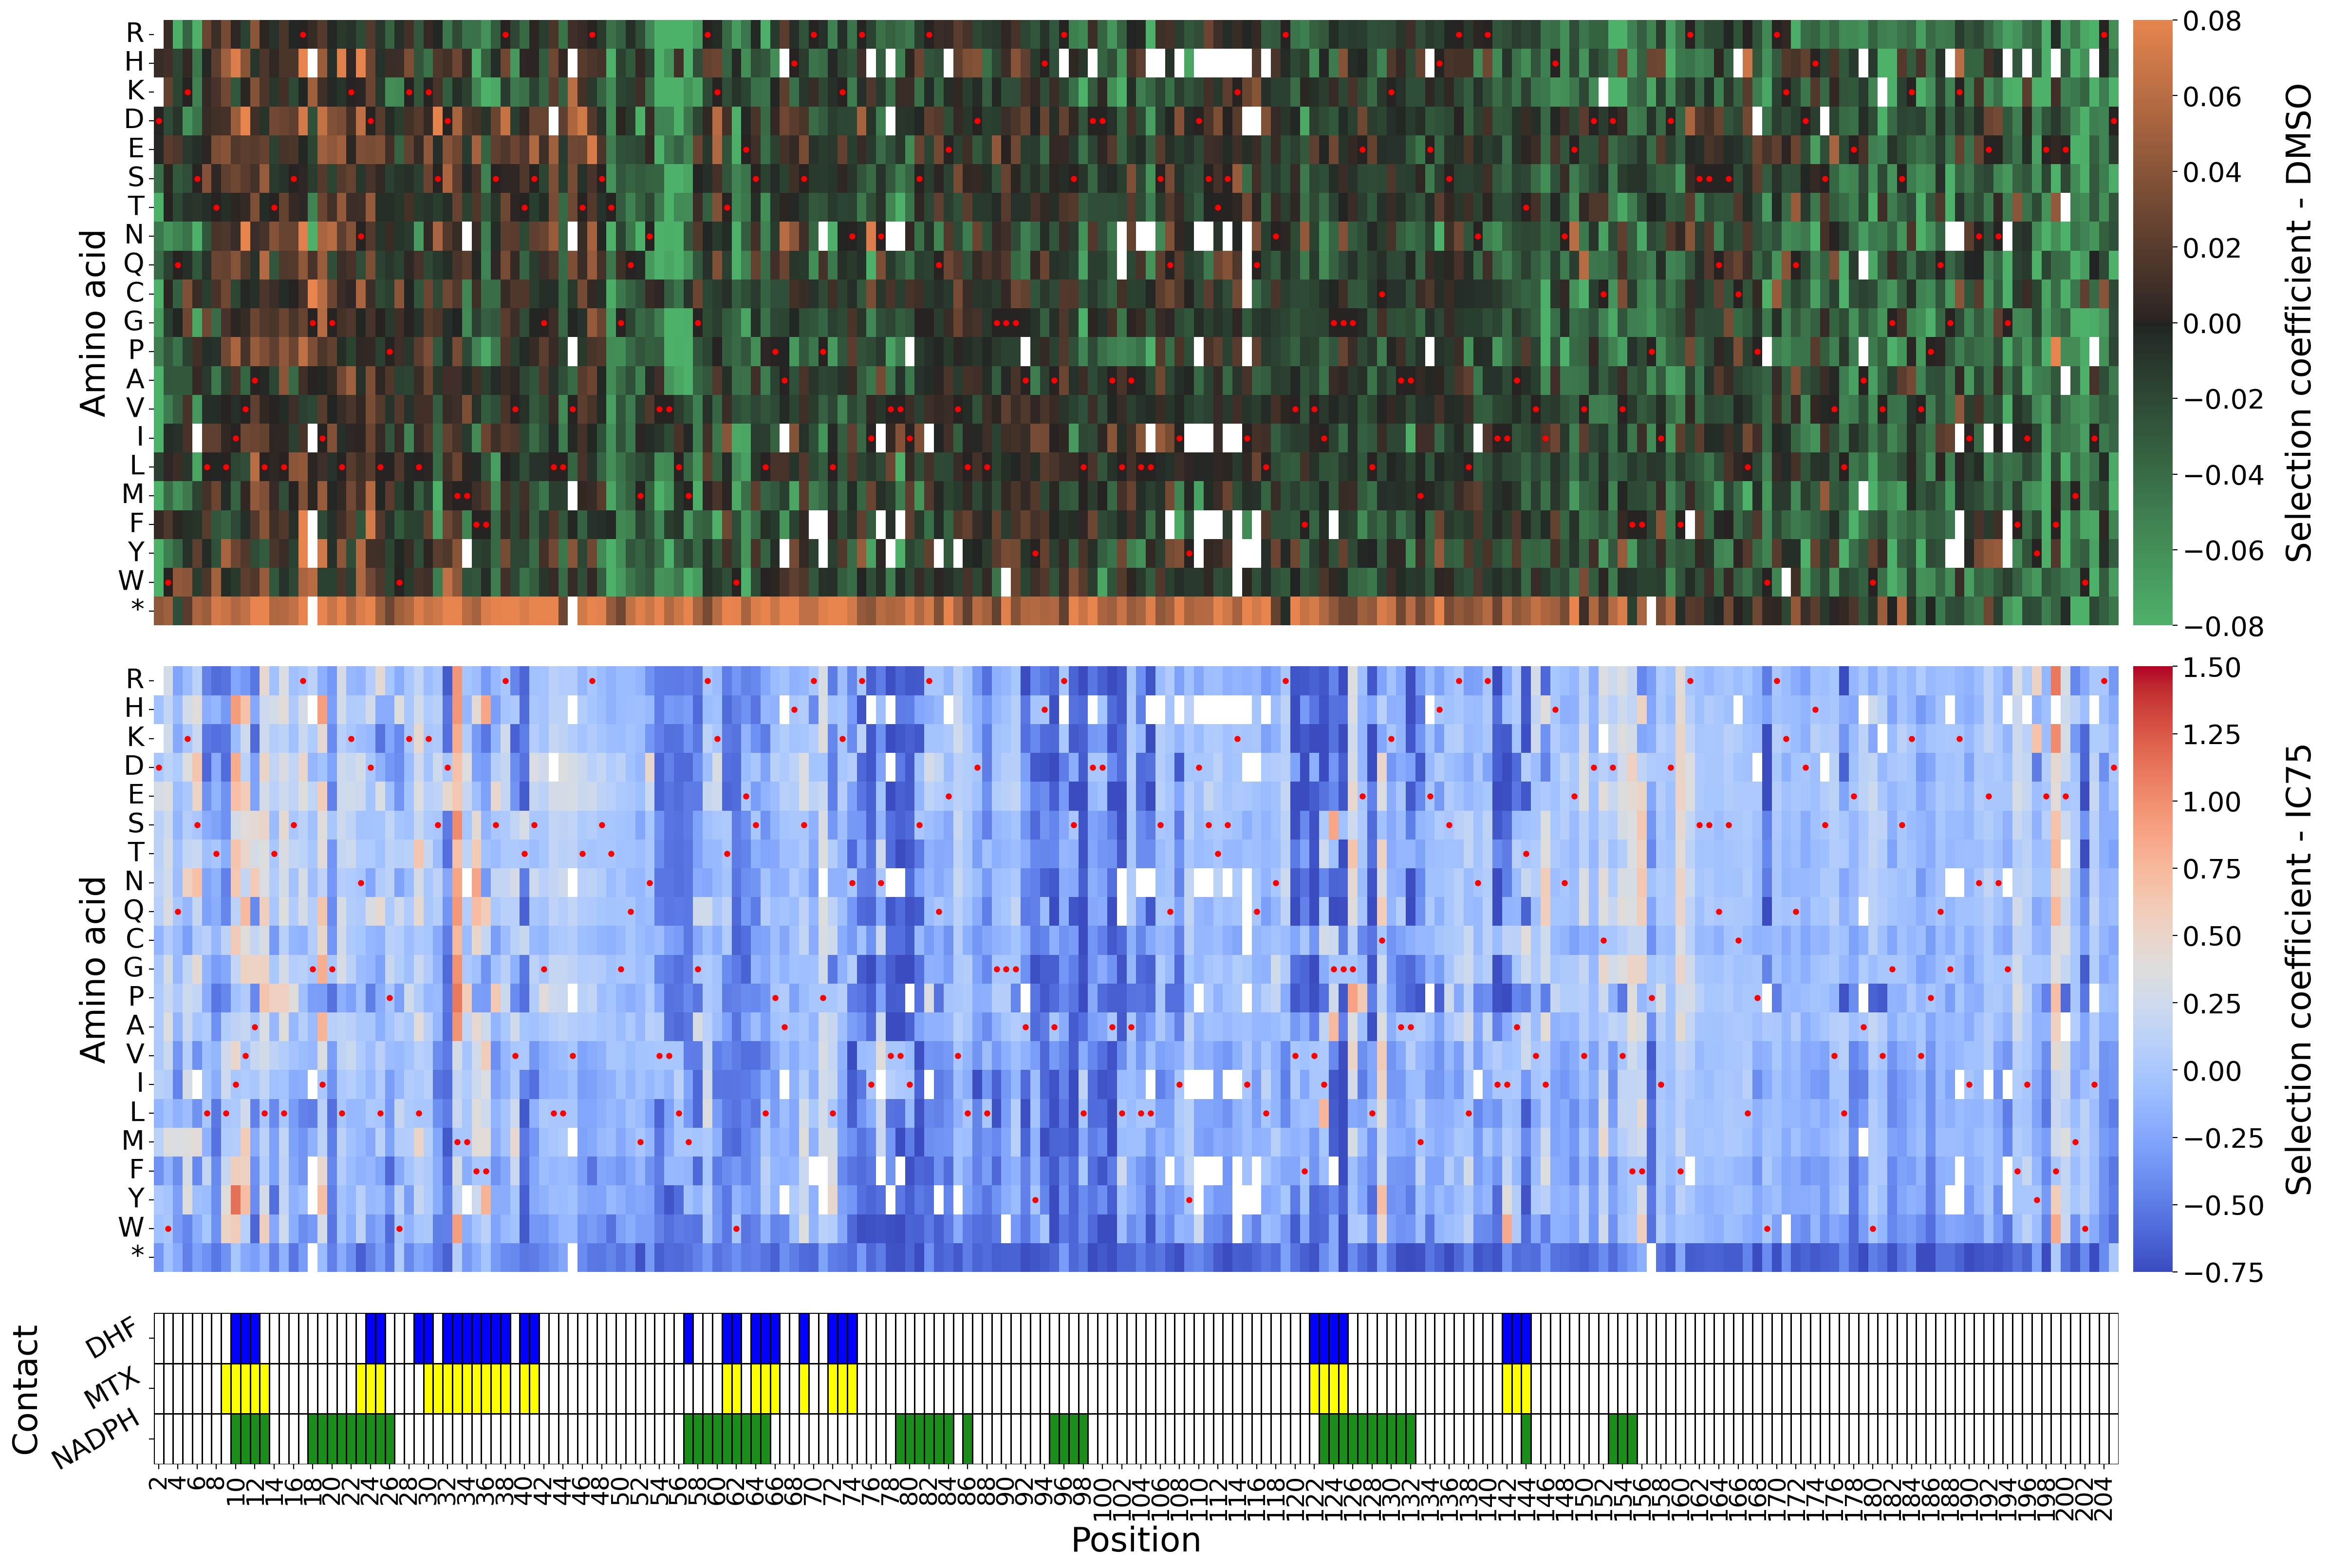 Amino acid
R
H
K
D
E
S
T
N
Q
C
G
P
A
V
I
L
M
F
Y
W
*
0.08
0.06
0.04
0.02
0.00
−0.02
−0.04
−0.06
−0.08
Selection coefficient - DMSO
Amino acid
R
H
K
D
E
S
T
N
Q
C
G
P
A
V
I
L
M
F
Y
W
*
1.50
1.25
1.00
0.75
0.50
0.25
0.00
−0.25
−0.50
−0.75
Selection coefficient - IC75
Contact
DHF
MTX
NADPH
2 4 6 8 10 12 14 16 18 20 22 24 26 28 30 32 34 36 38 40 42 44 46 48 50 52 54 56 58 60 62 64 66 68 70 72 74 76 78 80 82 84 86 88 90 92 94 96 98 100 102 104 106 108 110 112 114 116 118 120 122 124 126 128 130 132 134 136 138 140 142 144 146 148 150 152 154 156 158 160 162 164 166 168 170 172 174 176 178 180 182 184 186 188 190 192 194 196 198 200 202 204
Position